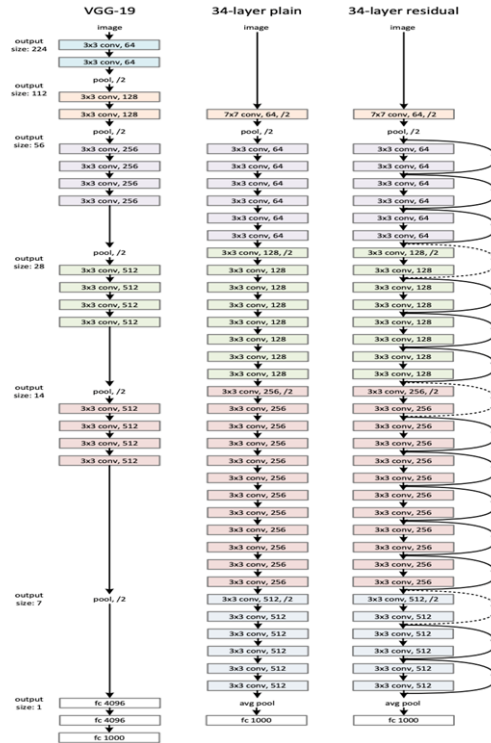 output
size: 224
output
size: 112
output
size: 56
output
size: 28
output
size: 14
output
size: 7
output
size: 1
VGG-19
image
3x3 conv, 64
3x3 conv, 64
pool, /2
3x3 conv, 128
3x3 conv, 128
pool, /2
3x3 conv, 256
3x3 conv, 256
3x3 conv, 256
3x3 conv, 256
pool, /2
3x3 conv, 512
3x3 conv, 512
3x3 conv, 512
3x3 conv, 512
pool, /2
3x3 conv, 512
3x3 conv, 512
3x3 conv, 512
3x3 conv, 512
pool, /2
fc 4096
fc 4096
fc 1000
34-layer plain
image
7x7 conv, 64, /2
pool, /2
3x3 conv, 64
3x3 conv, 64
3x3 conv, 64
3x3 conv, 64
3x3 conv, 64
3x3 conv, 64
3x3 conv, 128, /2
3x3 conv, 128
3x3 conv, 128
3x3 conv, 128
3x3 conv, 128
3x3 conv, 128
3x3 conv, 128
3x3 conv, 128
3x3 conv, 256, /2
3x3 conv, 256
3x3 conv, 256
3x3 conv, 256
3x3 conv, 256
3x3 conv, 256
3x3 conv, 256
3x3 conv, 256
3x3 conv, 256
3x3 conv, 256
3x3 conv, 256
3x3 conv, 256
3x3 conv, 512, /2
3x3 conv, 512
3x3 conv, 512
3x3 conv, 512
3x3 conv, 512
3x3 conv, 512
avg pool
fc 1000
34-layer residual
image
7x7 conv, 64, /2
pool, /2
3x3 conv, 64
3x3 conv, 64
3x3 conv, 64
3x3 conv, 64
3x3 conv, 64
3x3 conv, 64
3x3 conv, 128, /2
3x3 conv, 128
3x3 conv, 128
3x3 conv, 128
3x3 conv, 128
3x3 conv, 128
3x3 conv, 128
3x3 conv, 128
3x3 conv, 256, /2
3x3 conv, 256
3x3 conv, 256
3x3 conv, 256
3x3 conv, 256
3x3 conv, 256
3x3 conv, 256
3x3 conv, 256
3x3 conv, 256
3x3 conv, 256
3x3 conv, 256
3x3 conv, 256
3x3 conv, 512, /2
3x3 conv, 512
3x3 conv, 512
3x3 conv, 512
3x3 conv, 512
3x3 conv, 512
avg pool
fc 1000